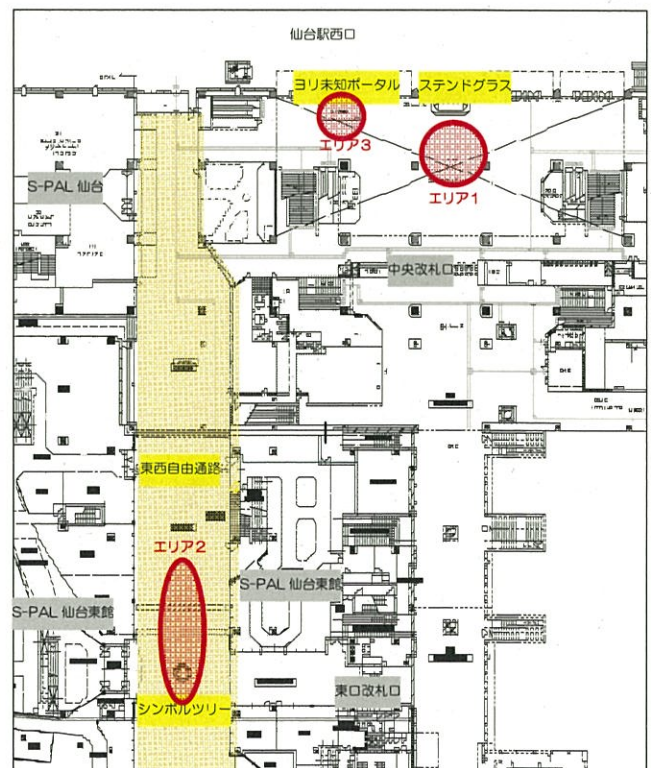 仙台駅西口
ヨリ未知ポータル
ステンドグラス
エリア3
エリア1
S-PAL 仙台
中央改札口
東西自由通路
エリア2
S-PAL 仙台東館
S-PAL 仙台東館
東口改札口
シンボルツリー